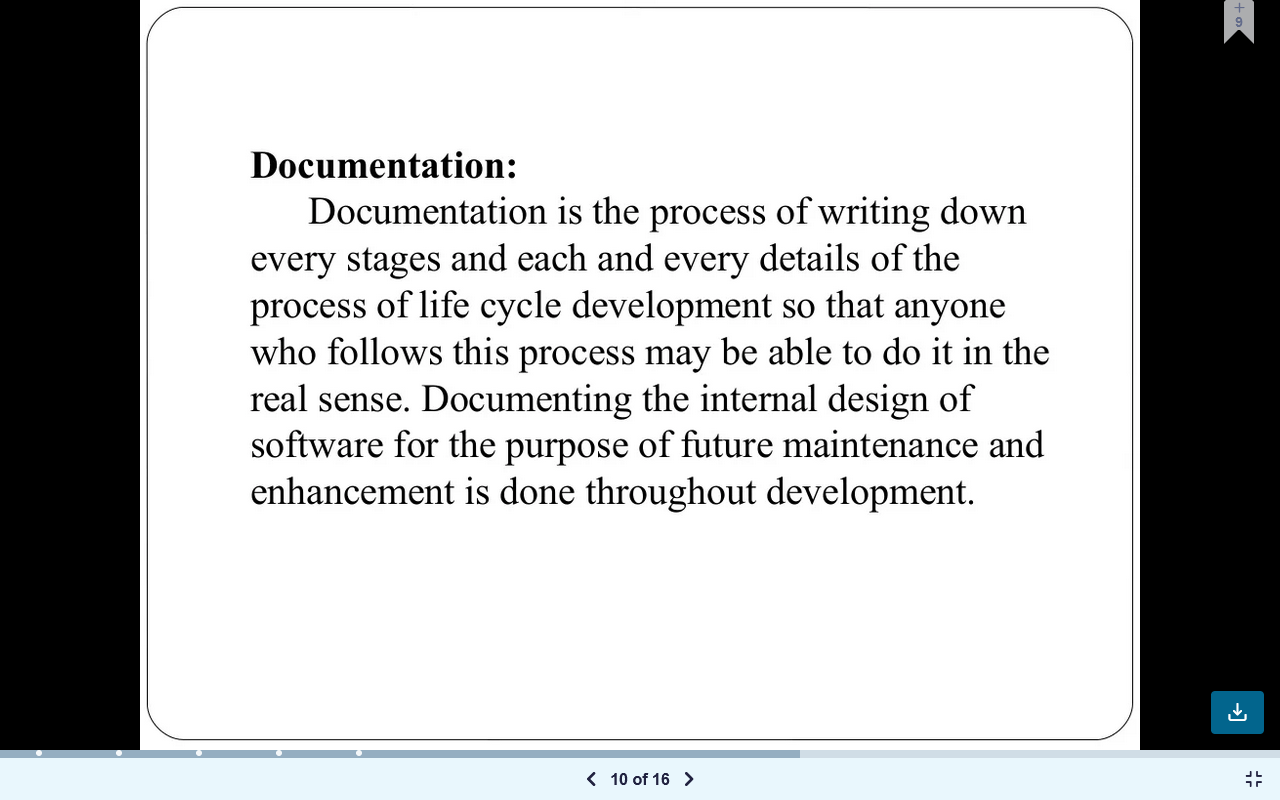 +
9
Documentation:
Documentation is the process of writing down
every stages and each and every details of the
process of life cycle development so that anyone
who follows this process may be able to do it in the
real sense. Documenting the internal design of
software for the purpose of future maintenance and
enhancement is done throughout development.
10 of 16